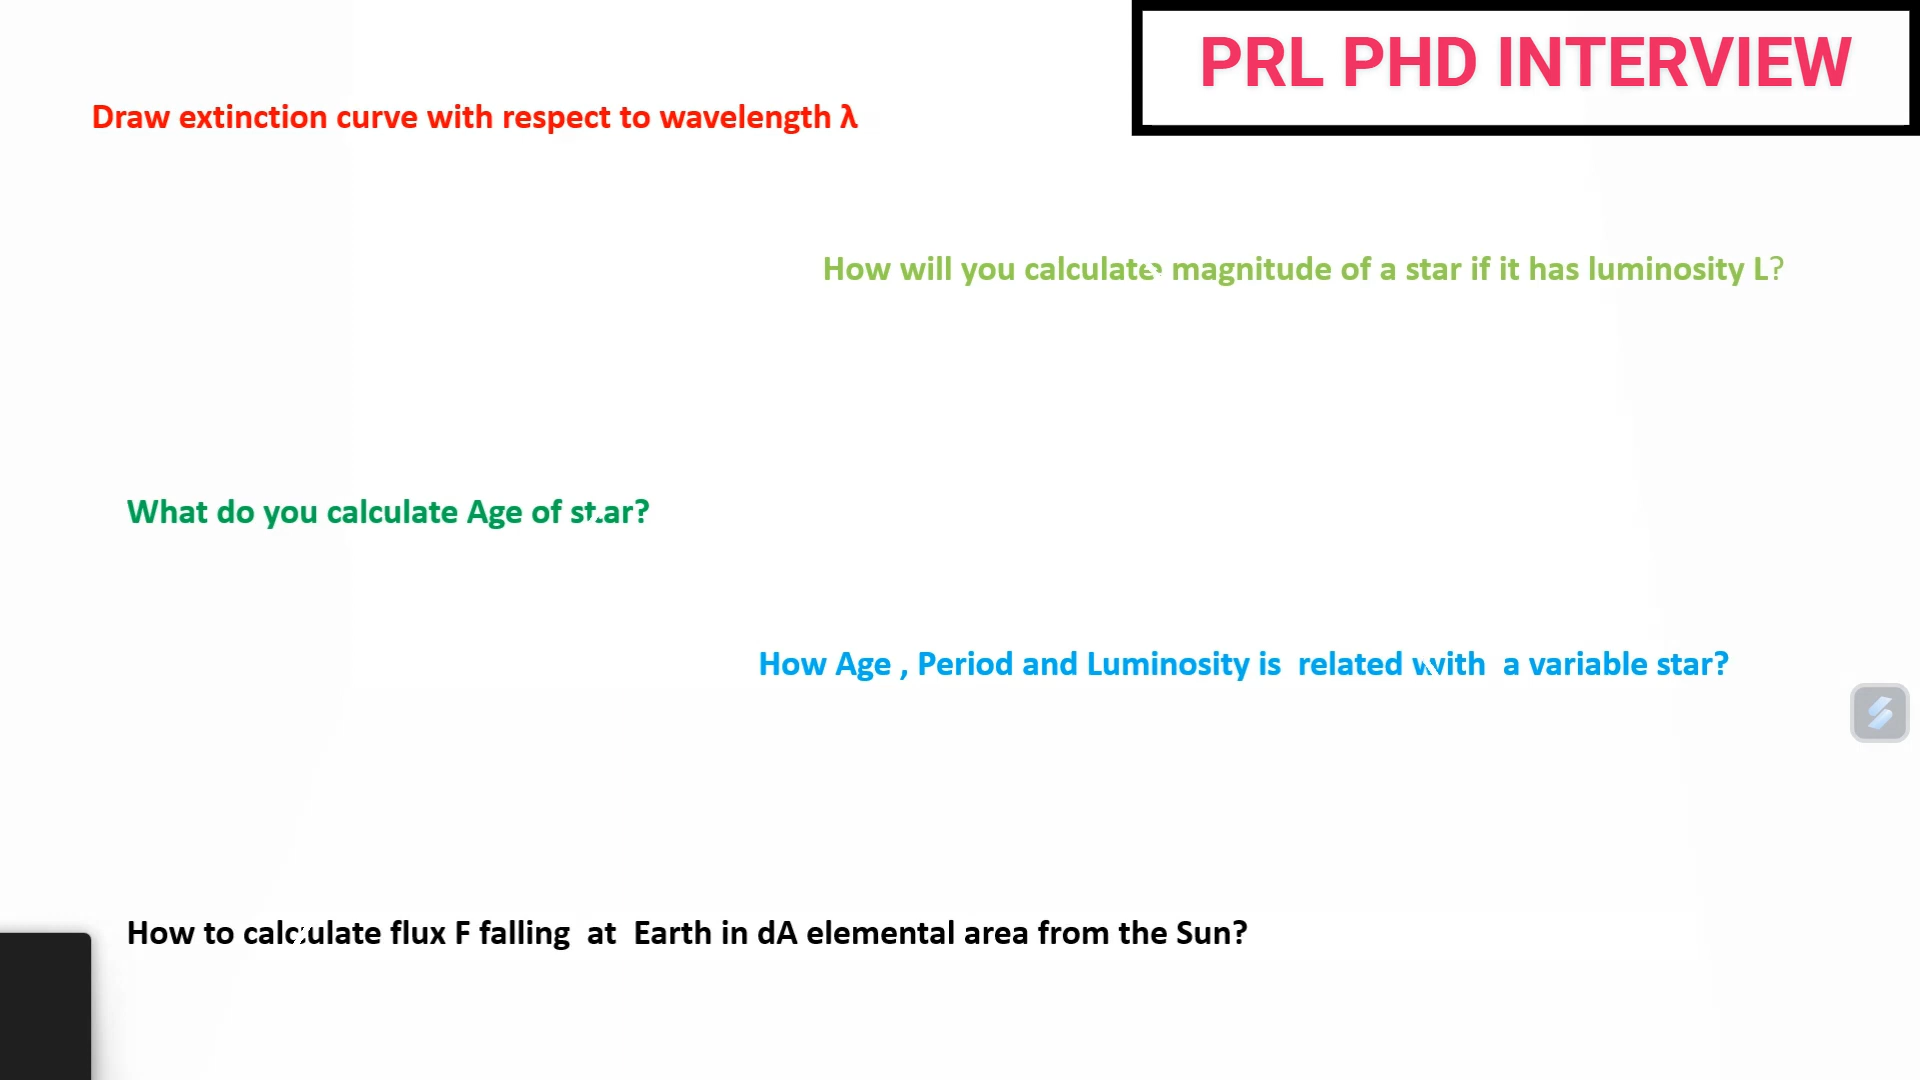 PRL PHD INTERVIEW
Draw extinction curve with respect to wavelength λ
How will you calculate magnitude of a star if it has luminosity L?
What do you calculate Age of star?
How Age , Period and Luminosity is related with a variable star?
How to calculate flux F falling at Earth in dA elemental area from the Sun?